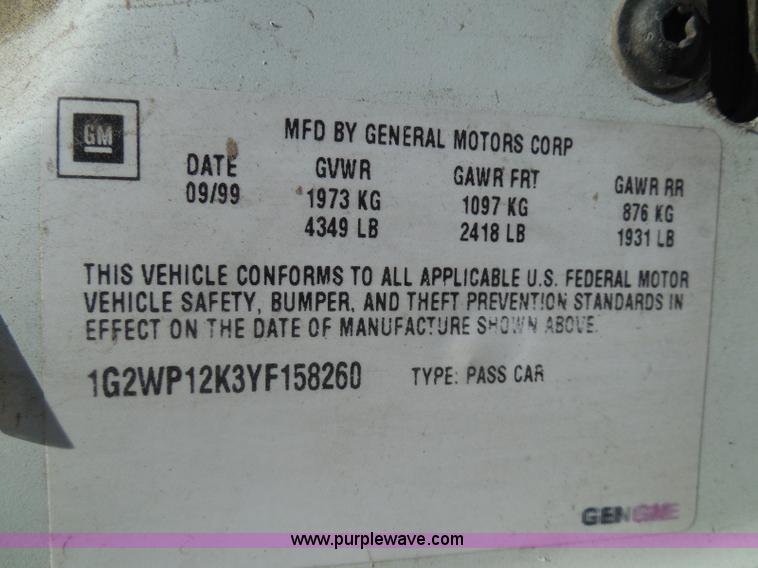 GM
MFD BY GENERAL MOTORS CORP
DATE GVWR GAWR FRT GAWR RR
09/99 1973 KG 1097 KG 876 KG
4349 LB 2418 LB 1931 LB
THIS VEHICLE CONFORMS TO ALL APPLICABLE U.S. FEDERAL MOTOR
VEHICLE SAFETY, BUMPER, AND THEFT PREVENTION STANDARDS IN
EFFECT ON THE DATE OF MANUFACTURE SHOWN ABOVE.
1G2WP12K3YF158260 TYPE: PASS CAR
GENGME
www.purplewave.com